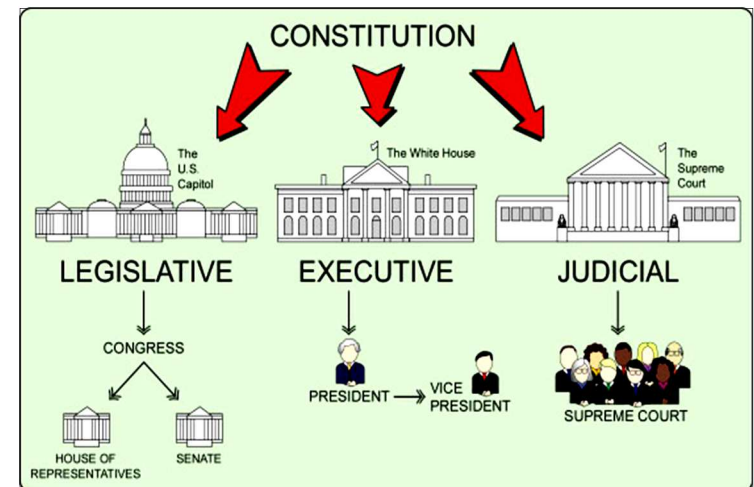 CONSTITUTION
The
U.S.
Capitol
The White House
The
Supreme
Court
LEGISLATIVE
EXECUTIVE
JUDICIAL
CONGRESS
HOUSE OF
REPRESENTATIVES
SENATE
PRESIDENT
VICE
PRESIDENT
SUPREME COURT